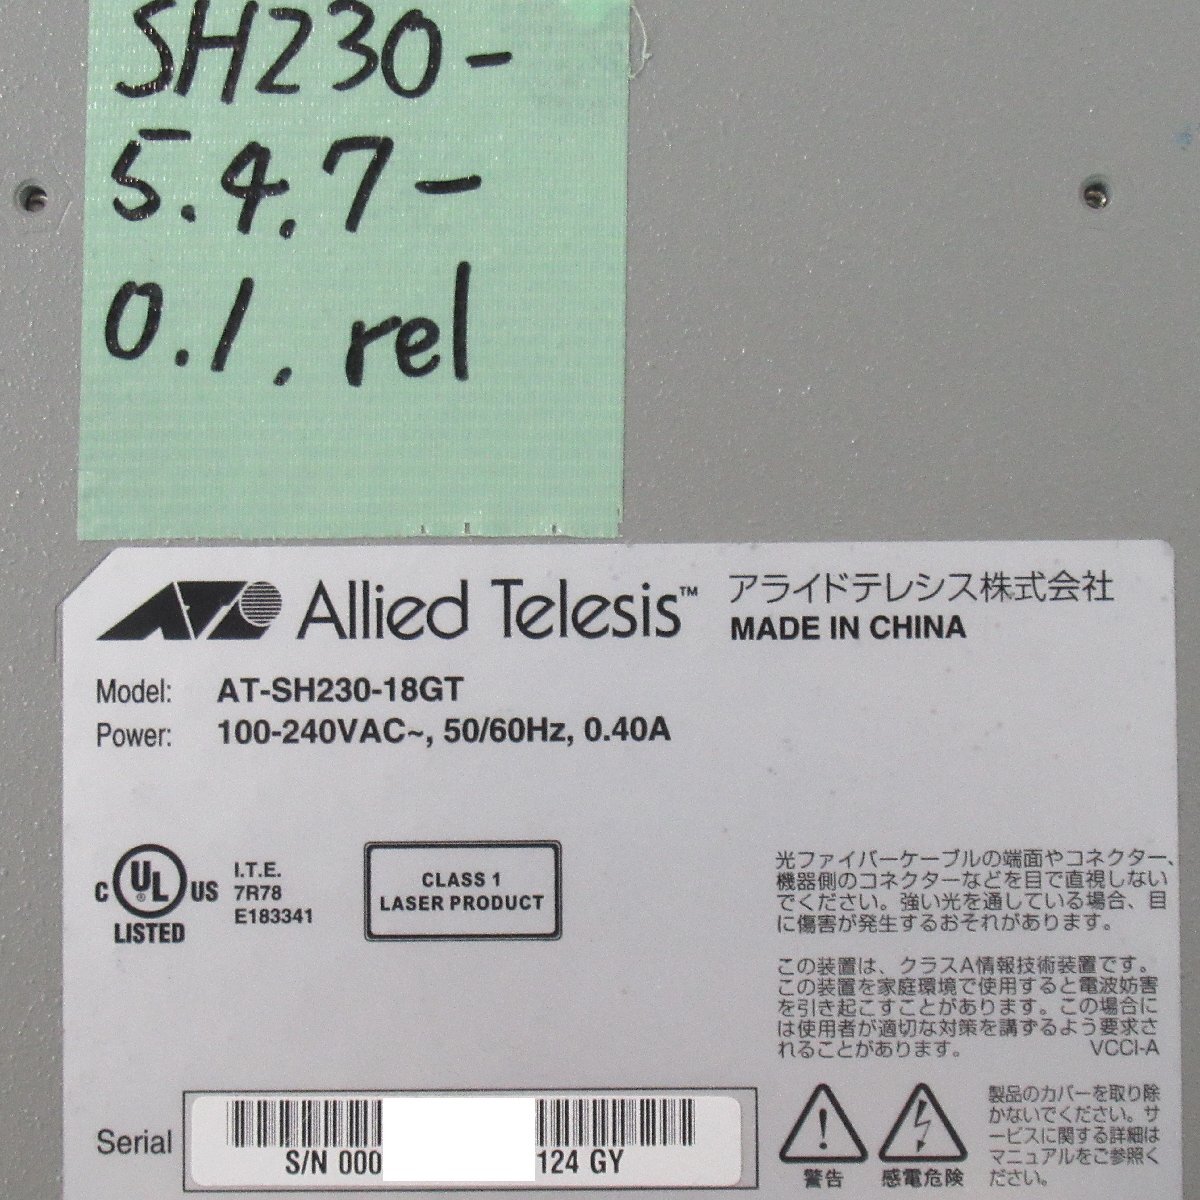 SH230-
5.4.7-
0.1.rel
Allied Telesis™
アライドテレシス株式会社
MADE IN CHINA
Model: AT-SH230-18GT
Power: 100-240VAC~, 50/60Hz, 0.40A
C UL ® US
LISTED
I.T.E.
7R78
E183341
CLASS 1
LASER PRODUCT
光ファイバーケーブルの端面やコネクター、
機器側のコネクターなどを目で直視しない
でください。強い光を通している場合、目
に傷害が発生するおそれがあります。
この装置は、クラスA情報技術装置です。
この装置を家庭環境で使用すると電波妨害
を引き起こすことがあります。この場合に
は使用者が適切な対策を講ずるよう要求さ
れることがあります。 VCCI-A
Serial
S/N 000 124 GY
警告
感電危険
製品のカバーを取り除
かないでください。サ
ービスに関する詳細は
マニュアルをご参照く
ださい。